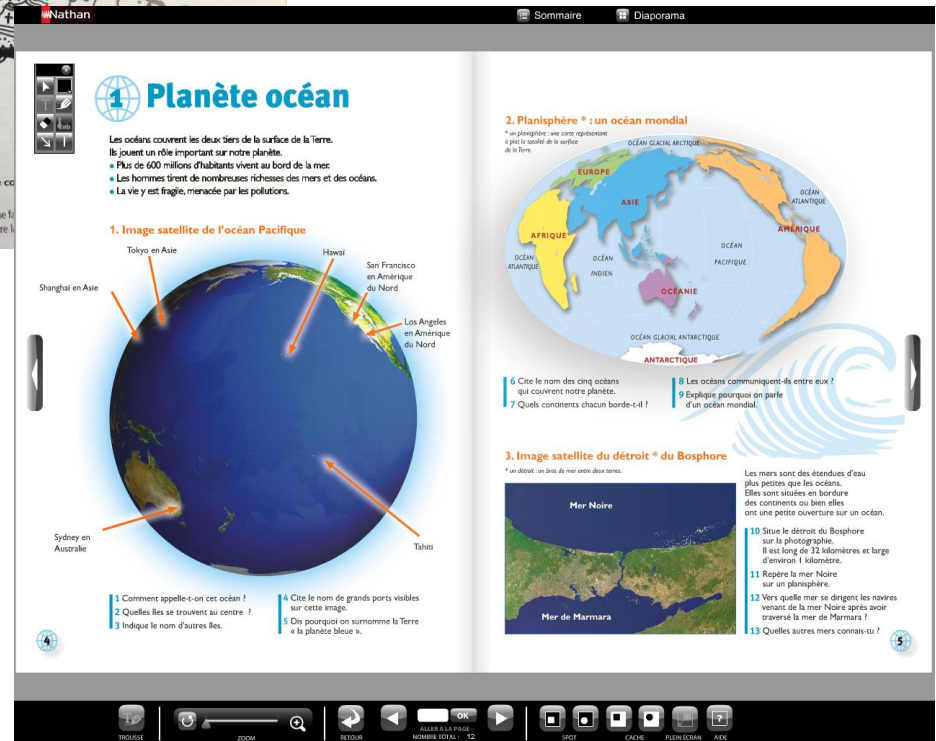 Nathan
Sommaire
Diaporama
1 Planète océan
Les océans couvrent les deux tiers de la surface de la Terre.
Ils jouent un rôle important sur notre planète.
• Plus de 600 millions d'habitants vivent au bord de la mer.
• Les hommes tirent de nombreuses richesses des mers et des océans.
• La vie y est fragile, menacée par les pollutions.
1. Image satellite de l'océan Pacifique
Tokyo en Asie
Hawaï
San Francisco
en Amérique
du Nord
Shanghai en Asie
Los Angeles
en Amérique
du Nord
Sydney en
Australie
Tahiti
1 Comment appelle-t-on cet océan ?
2 Quelles îles se trouvent au centre ?
3 Indique le nom d'autres îles.
4 Cite le nom de grands ports visibles
sur cette image.
5 Dis pourquoi on surnomme la Terre
« la planète bleue ».
4
2. Planisphère * : un océan mondial
* un planisphère : une carte représentant
à plat la totalité de la surface
de la Terre.
OCÉAN GLACIAL ARCTIQUE
EUROPE
ASIE
OCÉAN
ATLANTIQUE
AMÉRIQUE
AFRIQUE
OCÉAN
ATLANTIQUE
OCÉAN
INDIEN
OCÉAN
PACIFIQUE
OCÉANIE
OCÉAN GLACIAL ANTARCTIQUE
ANTARCTIQUE
6 Cite le nom des cinq océans
qui couvrent notre planète.
7 Quels continents chacun borde-t-il ?
8 Les océans communiquent-ils entre eux ?
9 Explique pourquoi on parle
d'un océan mondial.
3. Image satellite du détroit * du Bosphore
* un détroit : un bras de mer entre deux terres.
Mer Noire
Mer de Marmara
Les mers sont des étendues d'eau
plus petites que les océans.
Elles sont situées en bordure
des continents ou bien elles
ont une petite ouverture sur un océan.
10 Situe le détroit du Bosphore
sur la photographie.
Il est long de 32 kilomètres et large
d'environ 1 kilomètre.
11 Repère la mer Noire
sur un planisphère.
12 Vers quelle mer se dirigent les navires
venant de la mer Noire après avoir
traversé la mer de Marmara ?
13 Quelles autres mers connais-tu ?
5
TROUSSE
ZOOM
RETOUR
OK
ALLER À LA PAGE :
NOMBRE TOTAL : 12
SPOT
CACHE
PLEIN ECRAN
AIDE